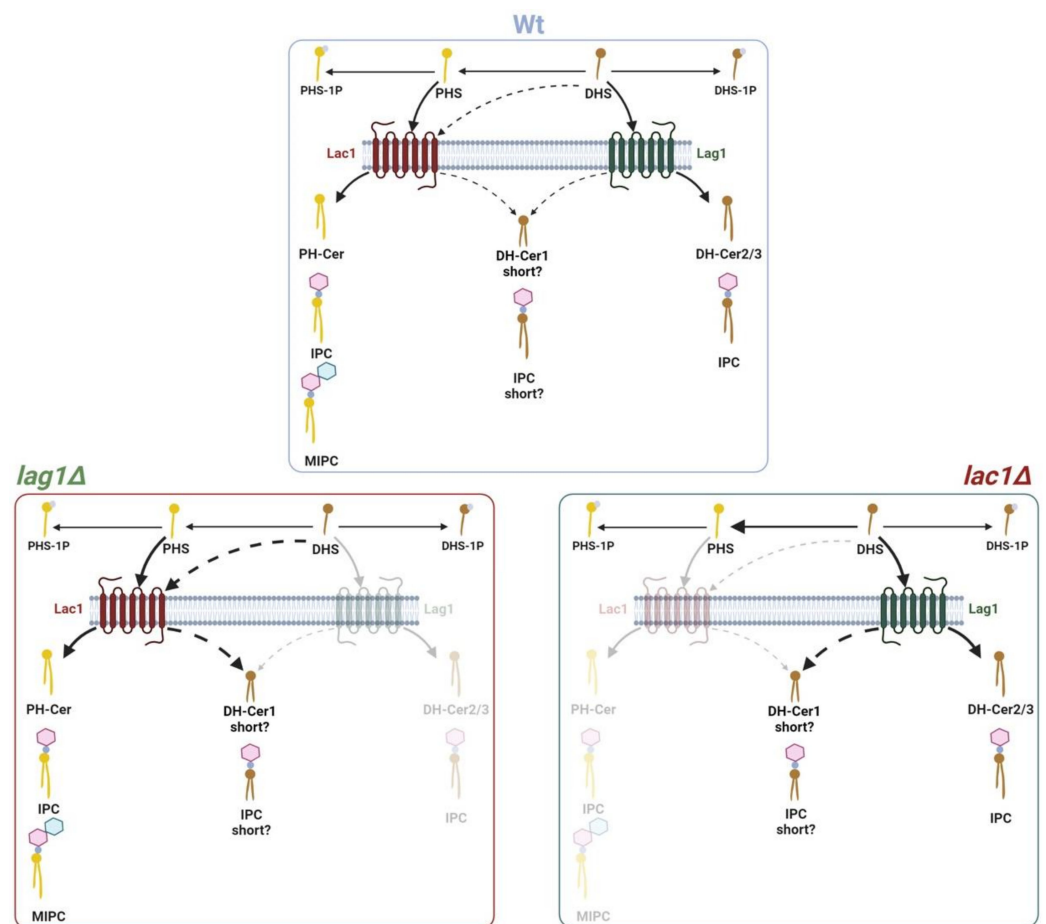 Wt
PHS-1P
PHS
DHS
DHS-1P
Lac1
Lag1
PH-Cer
DH-Cer1
short?
DH-Cer2/3
IPC
IPC
short?
IPC
MIPC
lag1Δ
PHS-1P
PHS
DHS
DHS-1P
Lac1
Lag1
PH-Cer
DH-Cer1
short?
DH-Cer2/3
IPC
IPC
short?
IPC
MIPC
lac1Δ
PHS-1P
PHS
DHS
DHS-1P
Lac1
Lag1
PH-Cer
DH-Cer1
short?
DH-Cer2/3
IPC
IPC
short?
IPC
MIPC